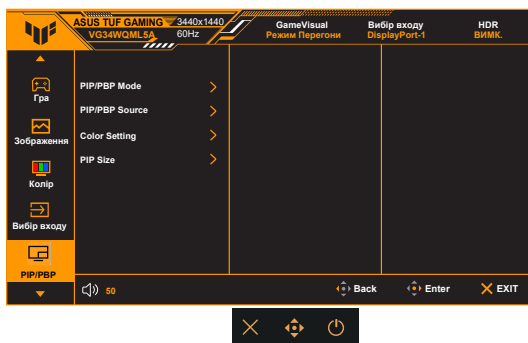 ASUS TUF GAMING
VG34WQML5A
3440x1440
60Hz
GameVisual
Режим Перегони
Вибір входу
DisplayPort-1
HDR
ВИМК.
Гра
Зображення
Колір
Вибір входу
PIP/PBP
PIP/PBP Mode
PIP/PBP Source
Color Setting
PIP Size
50
Back
Enter
EXIT